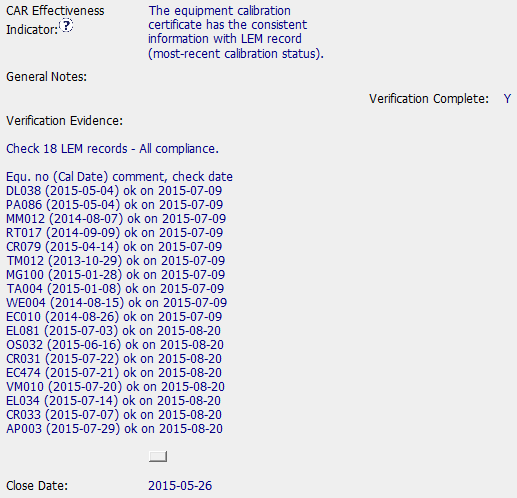 CAR Effectiveness Indicator:? The equipment calibration
certificate has the consistent
information with LEM record
(most-recent calibration status).
General Notes:
Verification Complete: Y
Verification Evidence:
Check 18 LEM records - All compliance.
Equ. no (Cal Date) comment, check date
DL038 (2015-05-04) ok on 2015-07-09
PA086 (2015-05-04) ok on 2015-07-09
MM012 (2014-08-07) ok on 2015-07-09
RT017 (2014-09-09) ok on 2015-07-09
CR079 (2015-04-14) ok on 2015-07-09
TM012 (2013-10-29) ok on 2015-07-09
MG100 (2015-01-28) ok on 2015-07-09
TA004 (2015-01-08) ok on 2015-07-09
WE004 (2014-08-15) ok on 2015-07-09
EC010 (2014-08-26) ok on 2015-07-09
EL081 (2015-07-03) ok on 2015-08-20
OS032 (2015-06-16) ok on 2015-08-20
CR031 (2015-07-22) ok on 2015-08-20
EC474 (2015-07-21) ok on 2015-08-20
VM010 (2015-07-20) ok on 2015-08-20
EL034 (2015-07-14) ok on 2015-08-20
CR033 (2015-07-07) ok on 2015-08-20
AP003 (2015-07-29) ok on 2015-08-20
Close Date: 2015-05-26